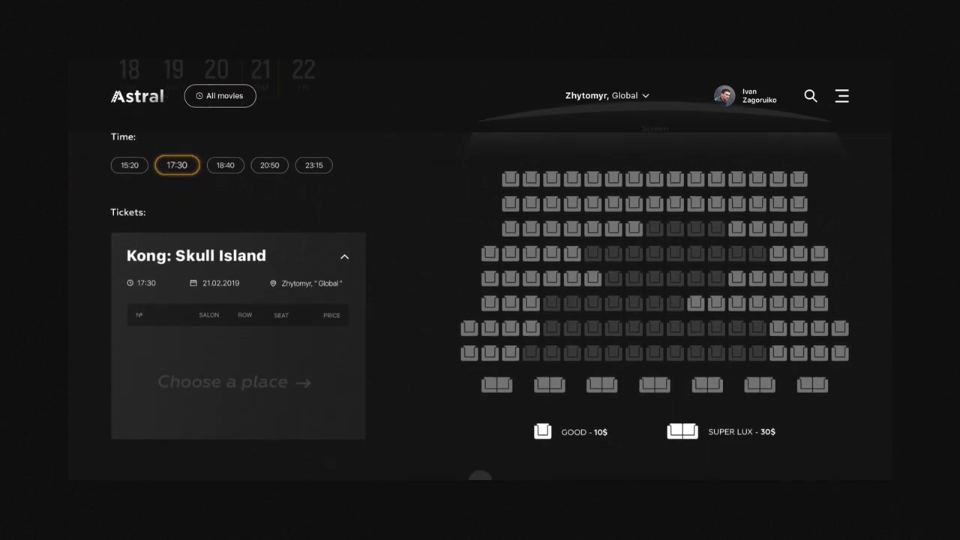 18 19 20 21 22
Astral
All movies
Zhytomyr, Global
Ivan
Zagoruiko
Screen
Time:
15:20 17:30 18:40 20:50 23:15
Tickets:
Kong: Skull Island
17:30 21.02.2019 Zhytomyr, " Global "
№ SALON ROW SEAT PRICE
Choose a place →
GOOD - 10$ SUPER LUX - 30$